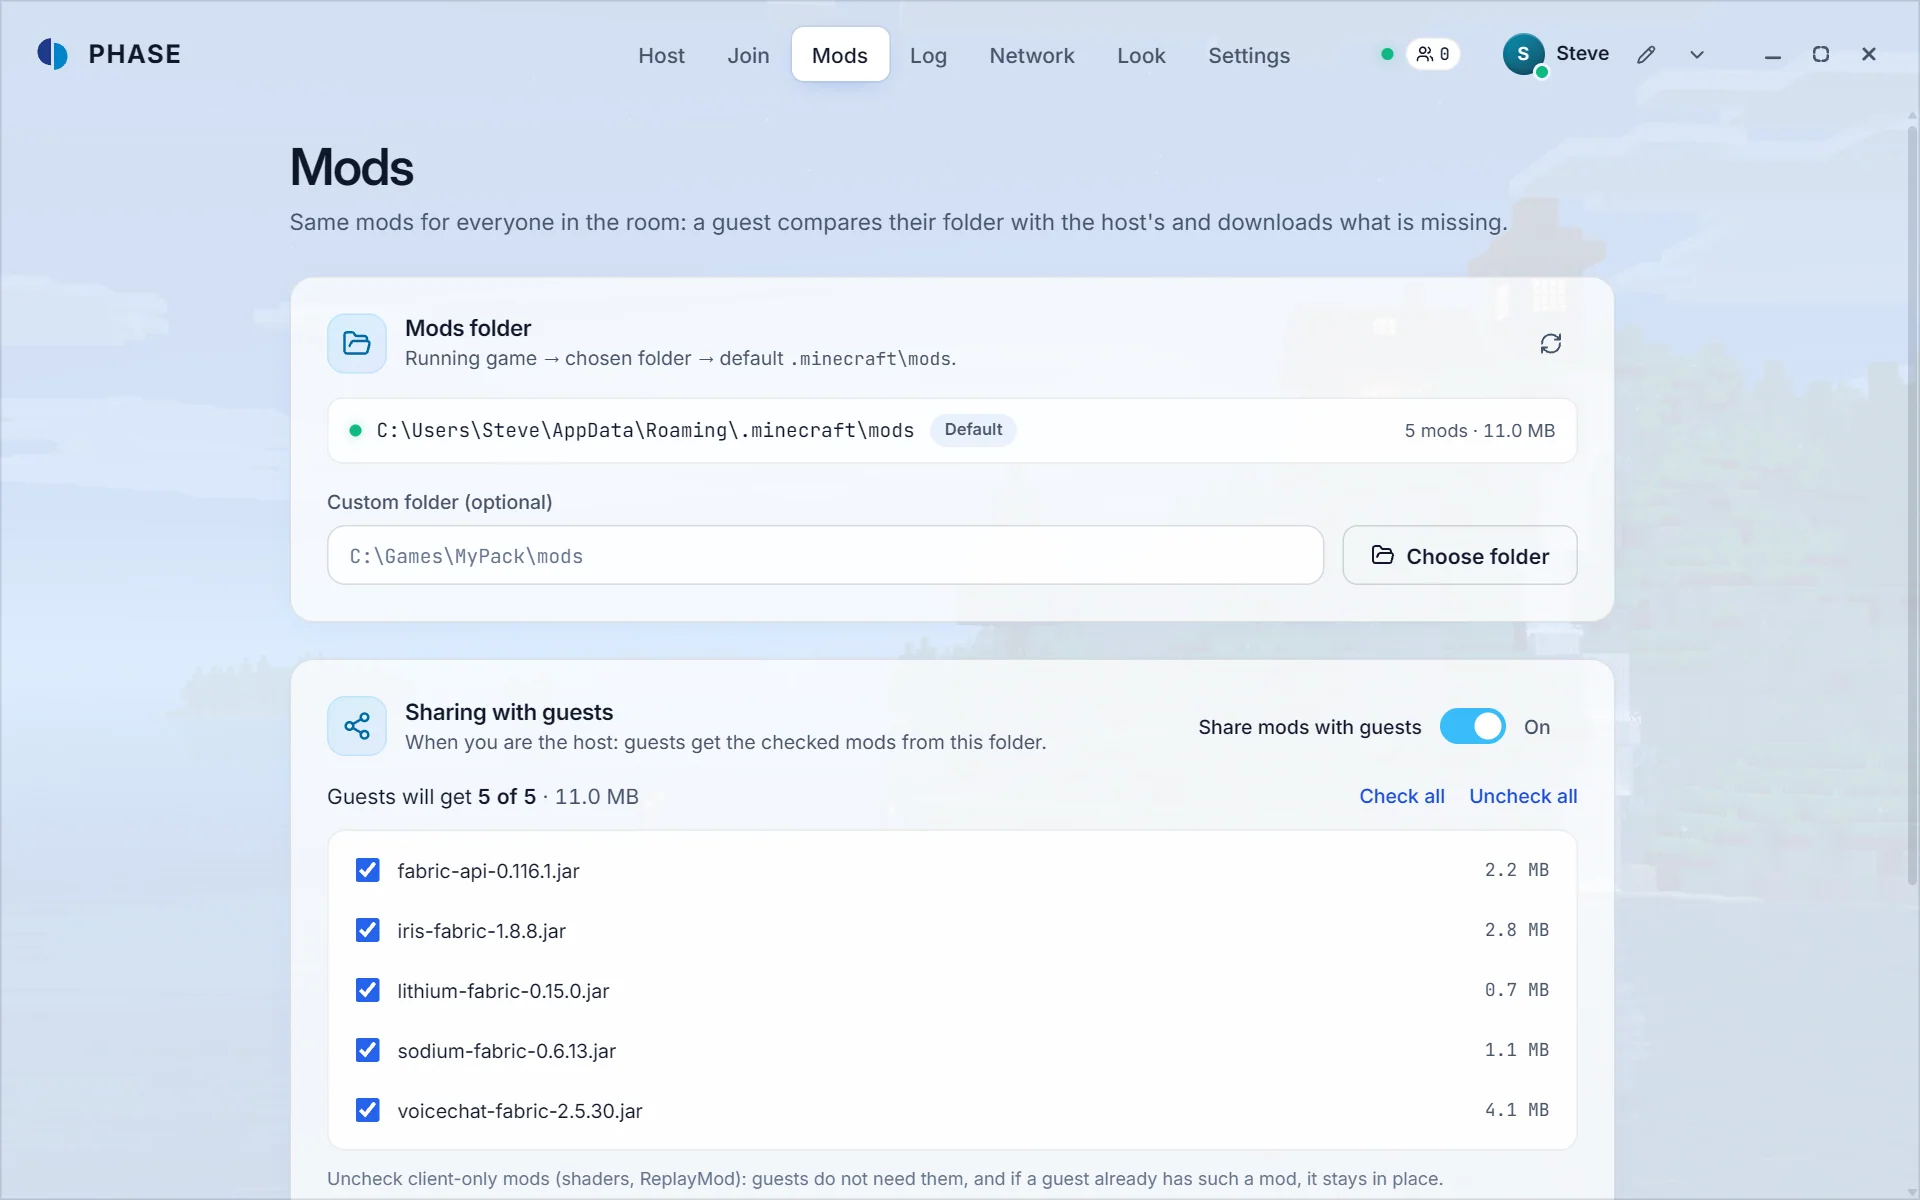 PHASE
Host Join Mods Log Network Look Settings
0
S Steve
Mods
Same mods for everyone in the room: a guest compares their folder with the host's and downloads what is missing.
Mods folder
Running game → chosen folder → default .minecraft\mods.
C:\Users\Steve\AppData\Roaming\.minecraft\mods Default 5 mods · 11.0 MB
Custom folder (optional)
C:\Games\MyPack\mods Choose folder
Sharing with guests
When you are the host: guests get the checked mods from this folder.
Share mods with guests On
Guests will get 5 of 5 · 11.0 MB Check all Uncheck all
fabric-api-0.116.1.jar 2.2 MB
iris-fabric-1.8.8.jar 2.8 MB
lithium-fabric-0.15.0.jar 0.7 MB
sodium-fabric-0.6.13.jar 1.1 MB
voicechat-fabric-2.5.30.jar 4.1 MB
Uncheck client-only mods (shaders, ReplayMod): guests do not need them, and if a guest already has such a mod, it stays in place.